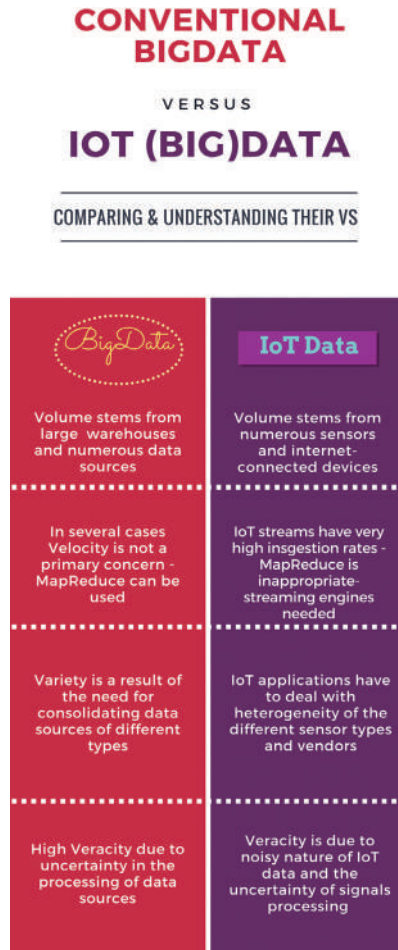 CONVENTIONAL
BIGDATA
VERSUS
IOT (BIG)DATA
COMPARING & UNDERSTANDING THEIR VS
BigData
Volume stems from
large warehouses
and numerous data
sources
In several cases
Velocity is not a
primary concern -
MapReduce can be
used
Variety is a result of
the need for
consolidating data
sources of different
types
High Veracity due to
uncertainty in the
processing of data
sources
IoT Data
Volume stems from
numerous sensors
and internet-
connected devices
IoT streams have very
high insgestion rates -
MapReduce is
inappropriate-
streaming engines
needed
IoT applications have
to deal with
heterogeneity of the
different sensor types
and vendors
Veracity is due to
noisy nature of IoT
data and the
uncertainty of signals
processing